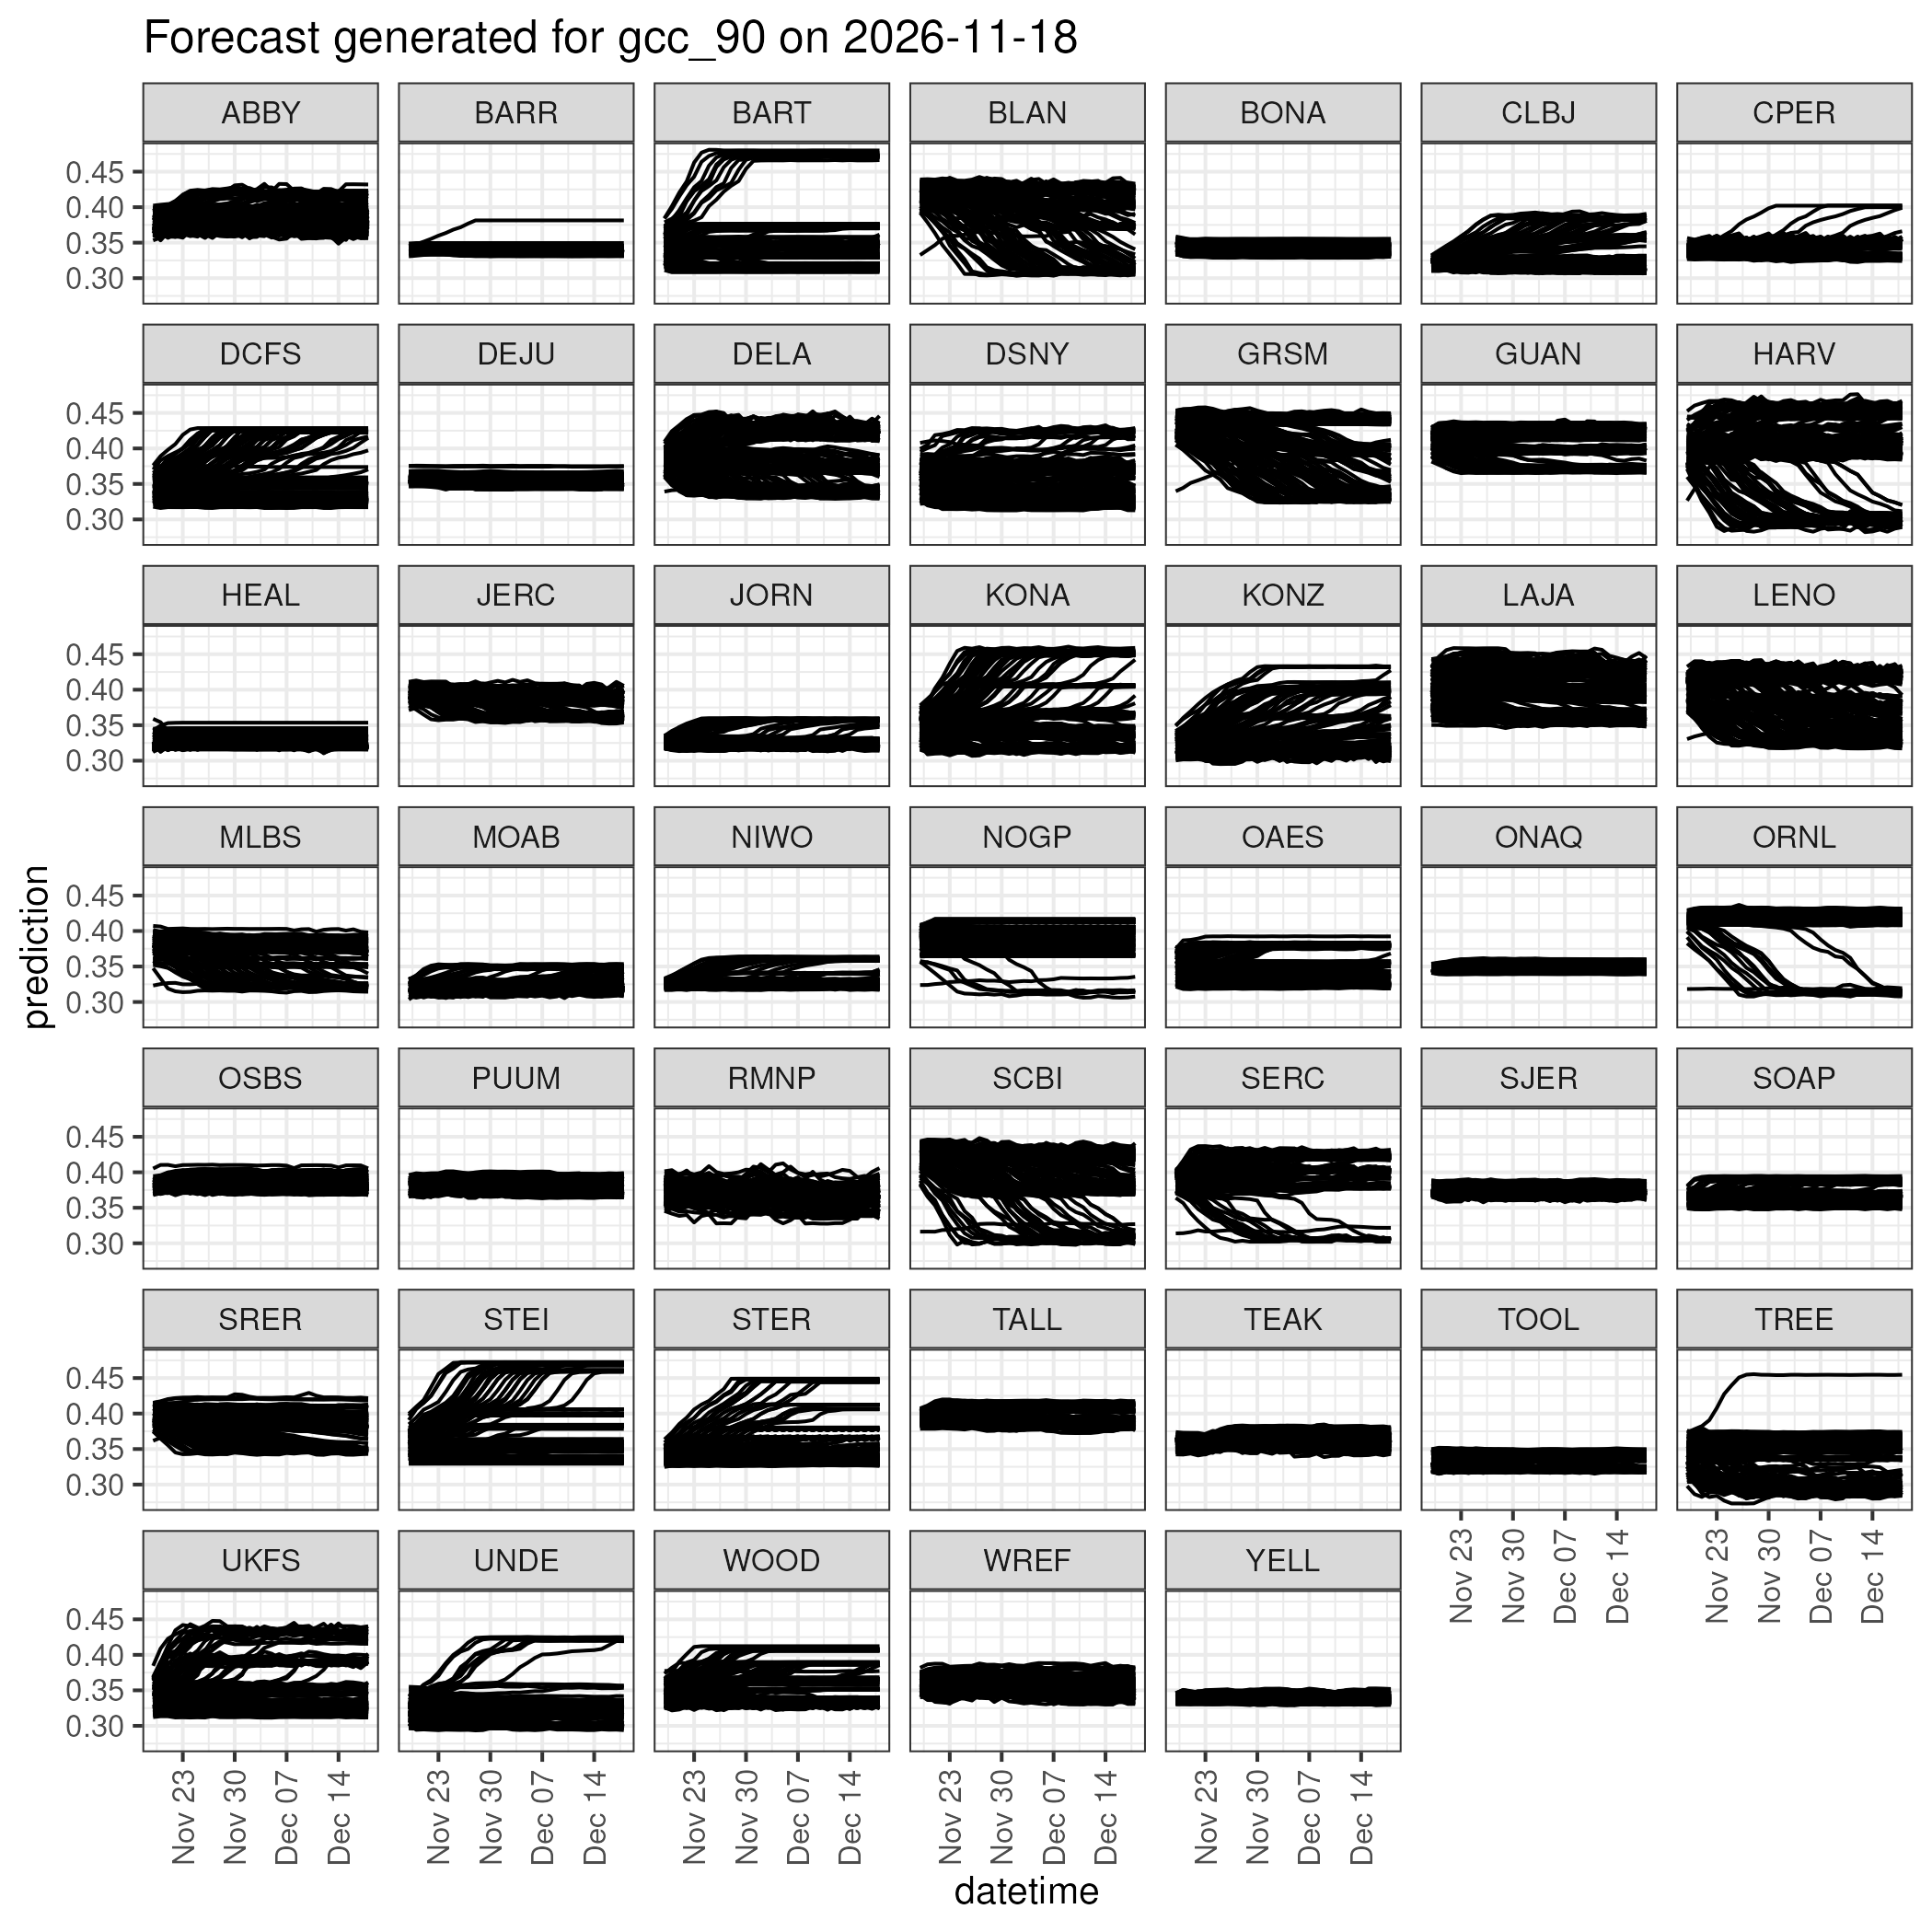 Forecast generated for gcc_90 on 2026-11-18
ABBY BARR BART BLAN BONA CLBJ CPER
0.45
0.40
0.35
0.30
DCFS DEJU DELA DSNY GRSM GUAN HARV
0.45
0.40
0.35
0.30
HEAL JERC JORN KONA KONZ LAJA LENO
0.45
0.40
0.35
0.30
MLBS MOAB NIWO NOGP OAES ONAQ ORNL
0.45
0.40
0.35
0.30
prediction
OSBS PUUM RMNP SCBI SERC SJER SOAP
0.45
0.40
0.35
0.30
SRER STEI STER TALL TEAK TOOL TREE
0.45
0.40
0.35
0.30
Nov 23 Nov 30 Dec 07 Dec 14 Nov 23 Nov 30 Dec 07 Dec 14
UKFS UNDE WOOD WREF YELL
0.45
0.40
0.35
0.30
Nov 23 Nov 30 Dec 07 Dec 14 Nov 23 Nov 30 Dec 07 Dec 14 Nov 23 Nov 30 Dec 07 Dec 14 Nov 23 Nov 30 Dec 07 Dec 14 Nov 23 Nov 30 Dec 07 Dec 14
datetime